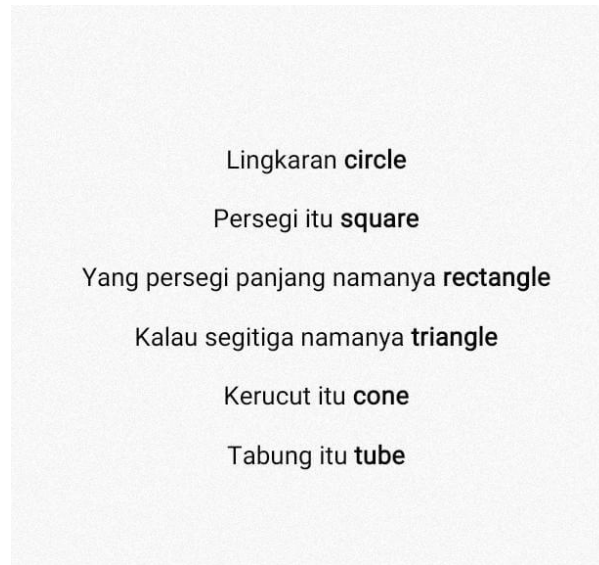 Lingkaran circle
Persegi itu square
Yang persegi panjang namanya rectangle
Kalau segitiga namanya triangle
Kerucut itu cone
Tabung itu tube